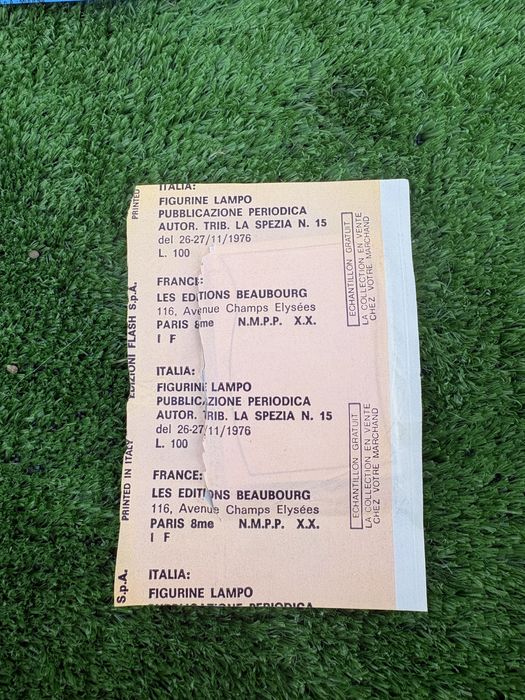 ITALIA:
FIGURINE LAMPO
PUBBLICAZIONE PERIODICA
AUTOR. TRIB. LA SPEZIA N. 15
del 26-27/11/1976
L. 100
FRANCE:
LES EDITIONS BEAUBOURG
116, Avenue Champs Elysées
PARIS 8me N.M.P.P. XX.
I F
ITALIA:
FIGURINE LAMPO
PUBBLICAZIONE PERIODICA
AUTOR. TRIB. LA SPEZIA N. 15
del 26-27/11/1976
L. 100
FRANCE:
LES EDITIONS BEAUBOURG
116, Avenue Champs Elysées
PARIS 8me N.M.P.P. X.X.
I F
ITALIA:
FIGURINE LAMPO
PUBBLICAZIONE PERIODICA
PRINTED
EDIZIONI FLASH S.p.A.
PRINTED IN ITALY
S.p.A.
ECHANTILLON GRATUIT
LA COLLECTION EN VENTE
CHEZ VOTRE MARCHAND
ECHANTILLON GRATUIT
LA COLLECTION EN VENTE
CHEZ VOTRE MARCHAND